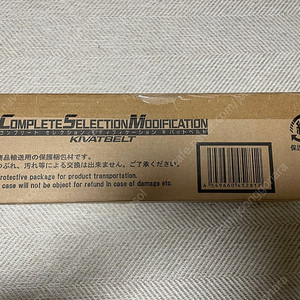 COMPLETE SELECTION MODIFICATION
コンプリート セレクション モディフィケーション キバットベルト
KIVATBELT
商品輸送用の保護梱包材です。
つぶれ、汚れ等による交換は出来ません。ご了承ください。
protective package for product transportation.
case will not be object for refund in case of damage etc.